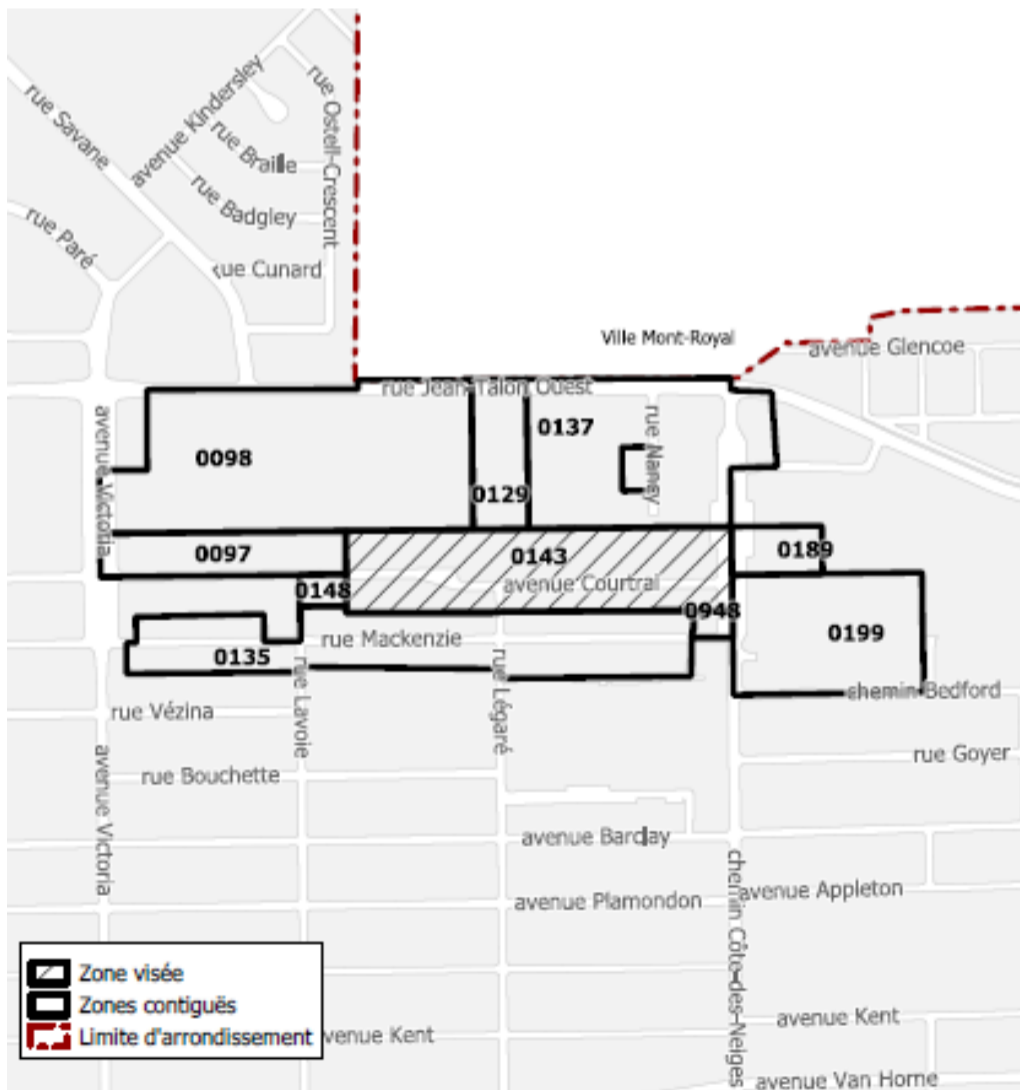 rue Savane
avenue Kindersley
rue Ostell-Crescent
rue Braille
rue Badgley
rue Paré
rue Cunard
Ville Mont-Royal
avenue Glencoe
rue Jean-Talon Ouest
avenue Victoria
0098
0137
rue Nancy
0129
0097
0143
0189
avenue Courtrai
0148
0948
0199
rue Mackenzie
0135
rue Lavoie
rue Légaré
chemin Bedford
rue Vézina
rue Goyer
rue Bouchette
avenue Victoria
avenue Barclay
chemin Côte-des-Neiges
avenue Appleton
avenue Plamondon
Zone visée
Zones contiguës
Limite d'arrondissement
avenue Kent
avenue Kent
avenue Van Horne